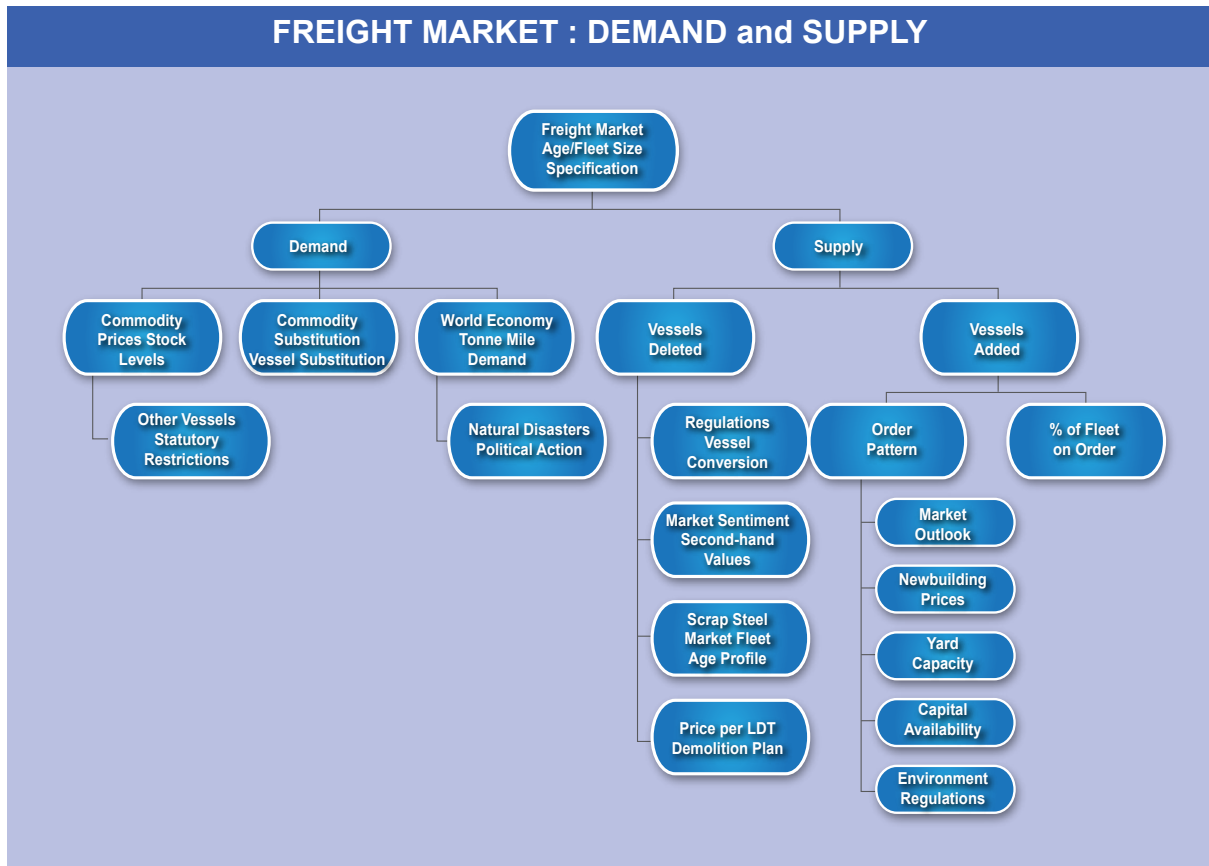 FREIGHT MARKET : DEMAND and SUPPLY
Freight Market
Age/Fleet Size
Specification
Demand
Supply
Commodity
Prices Stock
Levels
Commodity
Substitution
Vessel Substitution
World Economy
Tonne Mile
Demand
Vessels
Deleted
Vessels
Added
Other Vessels
Statutory
Restrictions
Natural Disasters
Political Action
Regulations
Vessel
Conversion
Order
Pattern
% of Fleet
on Order
Market Sentiment
Second-hand
Values
Scrap Steel
Market Fleet
Age Profile
Price per LDT
Demolition Plan
Market
Outlook
Newbuilding
Prices
Yard
Capacity
Capital
Availability
Environment
Regulations